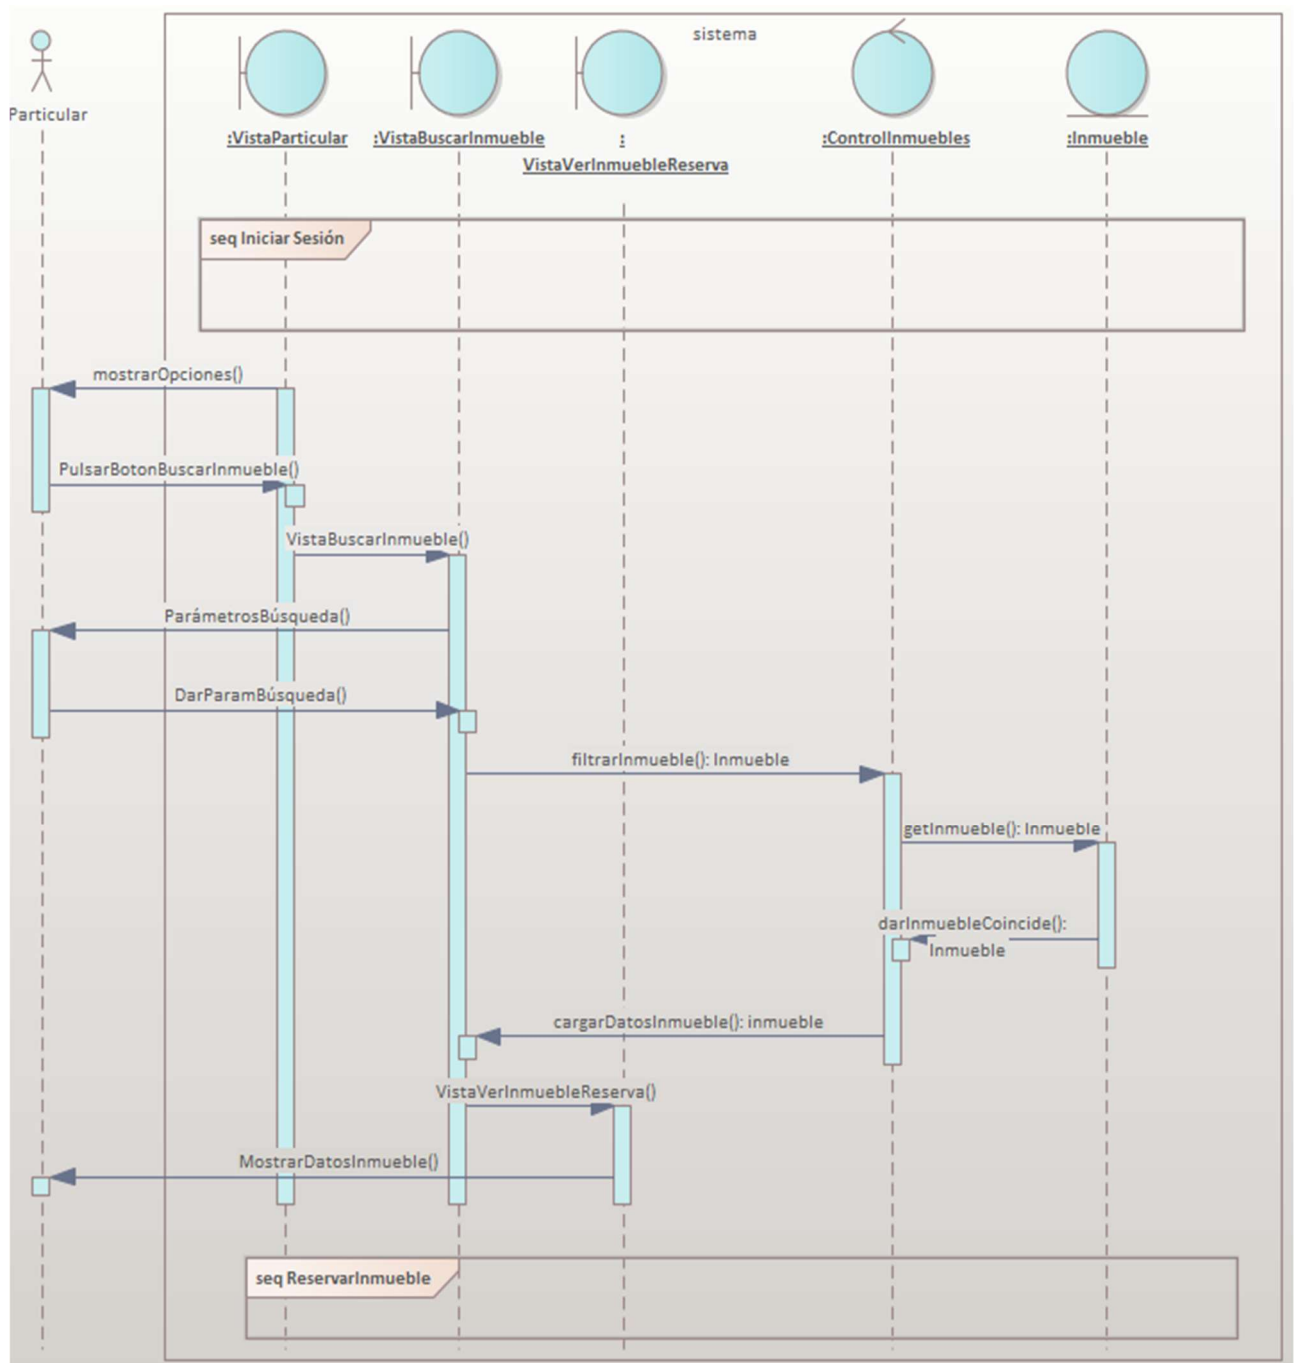 sistema
Particular
:VistaParticular
:VistaBuscarInmueble
:
VistaVerInmuebleReserva
:ControlInmuebles
:Inmueble
seq Iniciar Sesión
mostrarOpciones()
PulsarBotonBuscarInmueble()
VistaBuscarInmueble()
ParámetrosBúsqueda()
DarParamBúsqueda()
filtrarInmueble(): Inmueble
getInmueble(): Inmueble
darInmuebleCoincide():
Inmueble
cargarDatosInmueble(): inmueble
VistaVerInmuebleReserva()
MostrarDatosInmueble()
seq ReservarInmueble